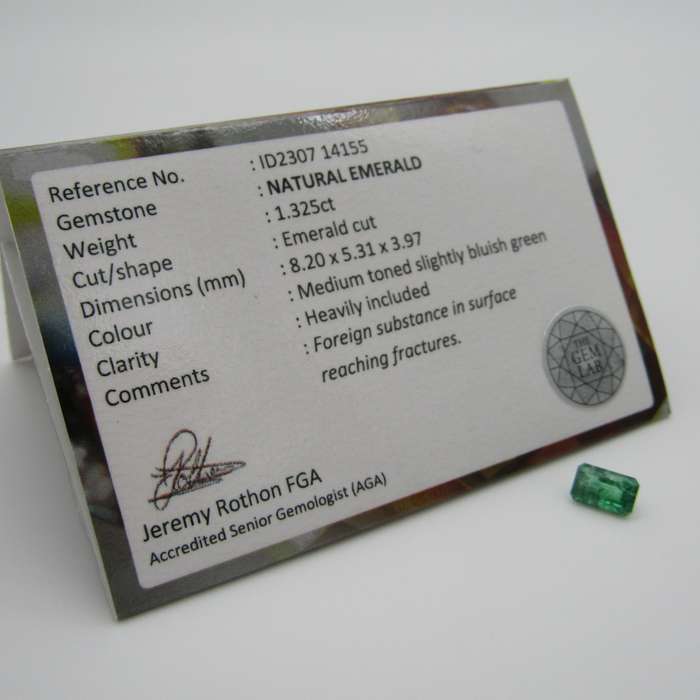 Reference No. : ID2307 14155
Gemstone : NATURAL EMERALD
Weight : 1.325ct
Cut/shape : Emerald cut
Dimensions (mm) : 8.20 x 5.31 x 3.97
Colour : Medium toned slightly bluish green
Clarity : Heavily included
Comments : Foreign substance in surface
reaching fractures.
THE
GEM
LAB
Jeremy Rothon FGA
Accredited Senior Gemologist (AGA)